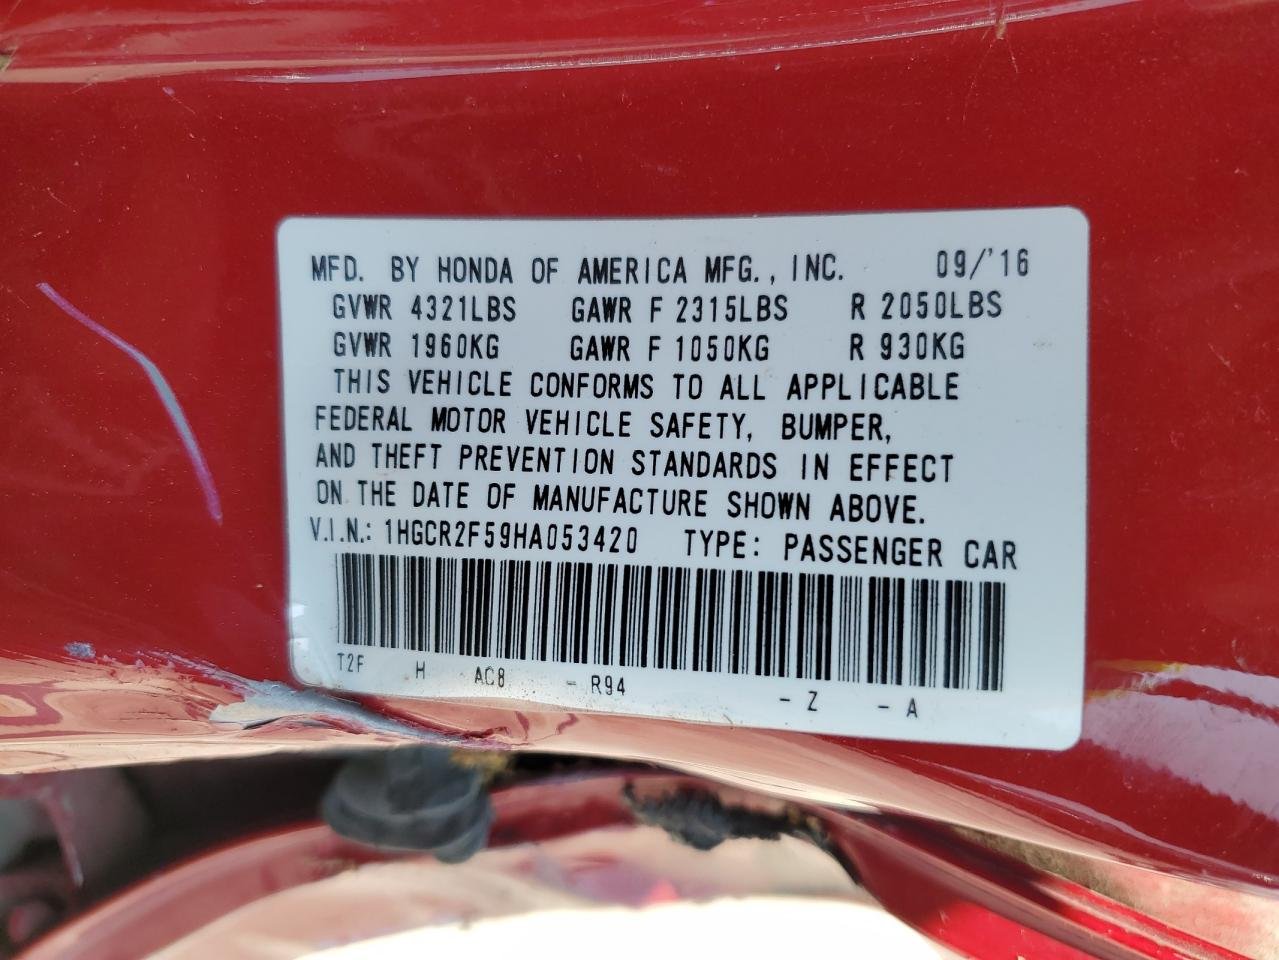 MFD. BY HONDA OF AMERICA MFG., INC. 09/'16
GVWR 4321LBS GAWR F 2315LBS R 2050LBS
GVWR 1960KG GAWR F 1050KG R 930KG
THIS VEHICLE CONFORMS TO ALL APPLICABLE
FEDERAL MOTOR VEHICLE SAFETY, BUMPER,
AND THEFT PREVENTION STANDARDS IN EFFECT
ON THE DATE OF MANUFACTURE SHOWN ABOVE.
V.I.N.: 1HGCR2F59HA053420 TYPE: PASSENGER CAR
T2F H AC8 - R94 - Z - A